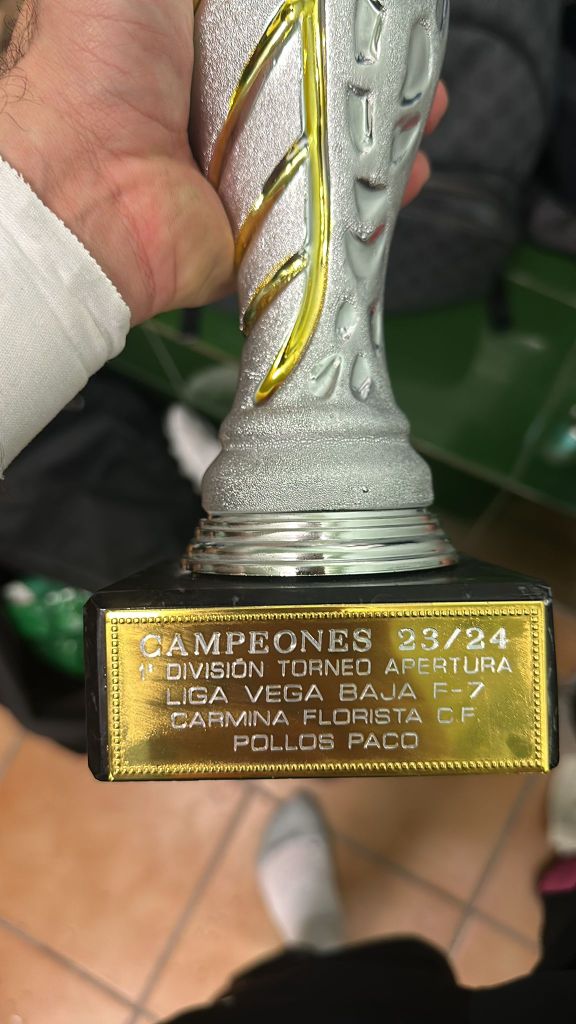 CAMPEONES 23/24
1ª DIVISIÓN TORNEO APERTURA
LIGA VEGA BAJA F-7
CARMINA FLORISTA C.F.
POLLOS PACO